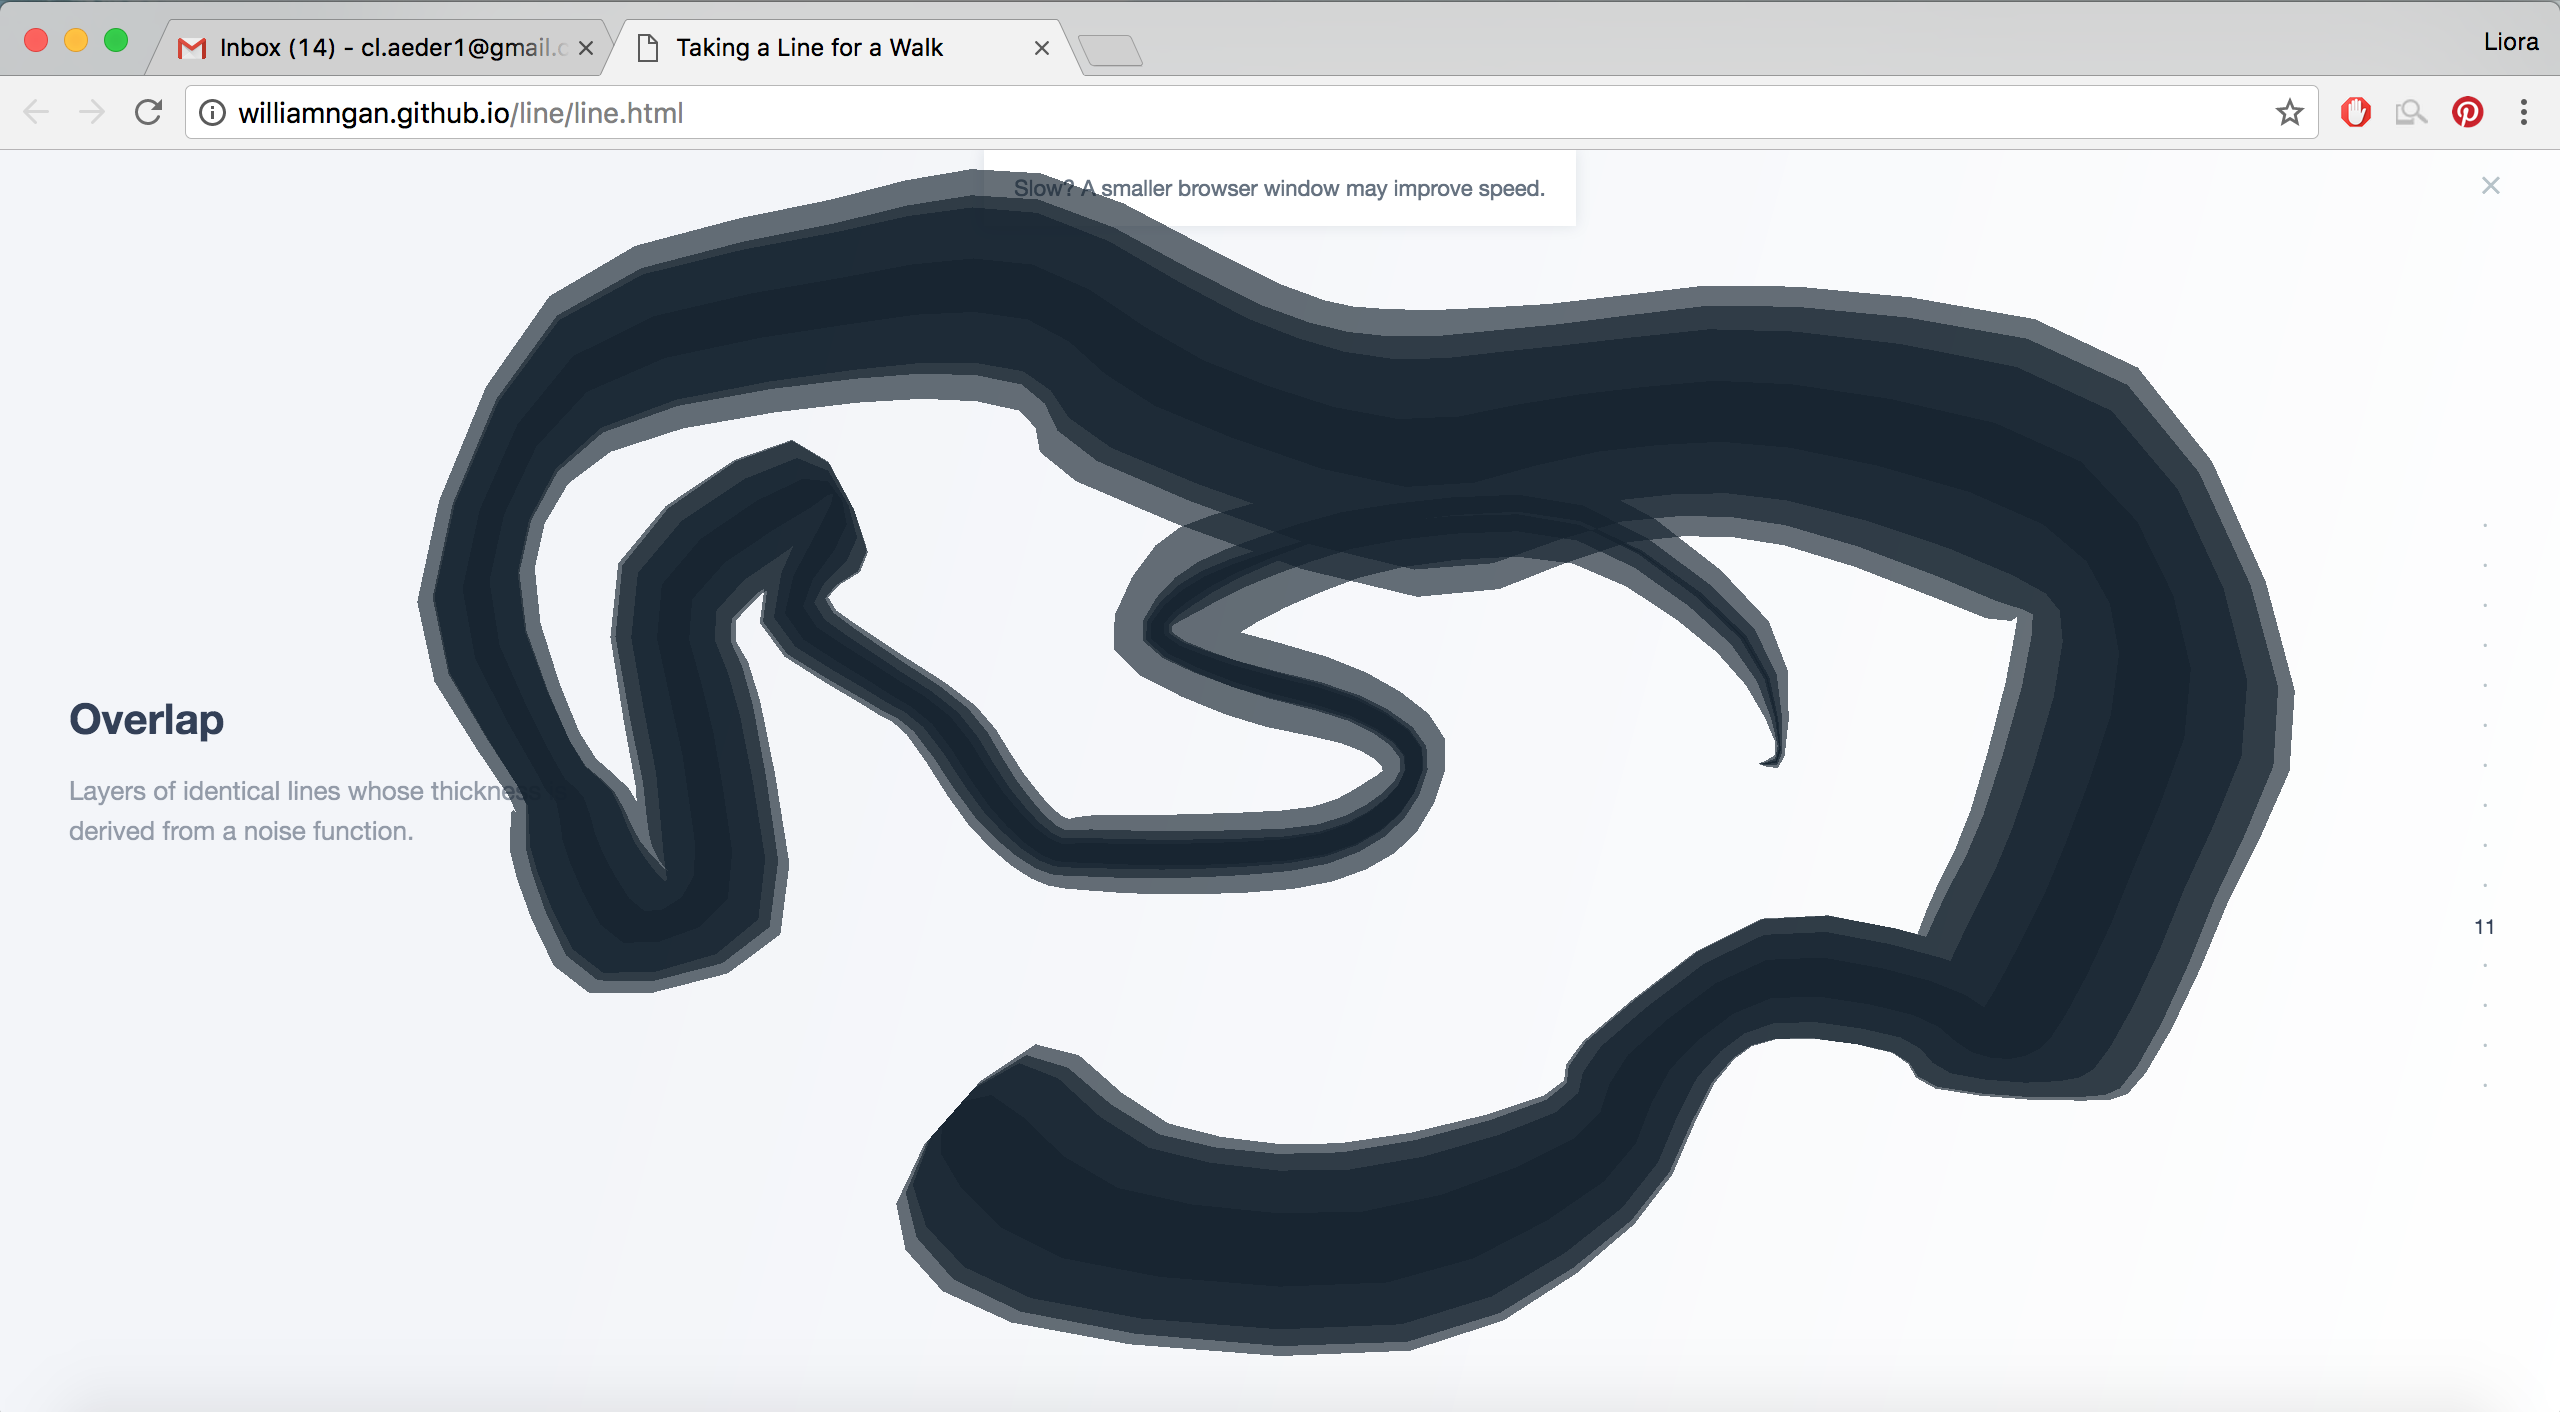 Inbox (14) - cl.aeder1@gmail.c
Taking a Line for a Walk
Liora
williamngan.github.io/line/line.html
Slow? A smaller browser window may improve speed.
Overlap
Layers of identical lines whose thickness
derived from a noise function.
11